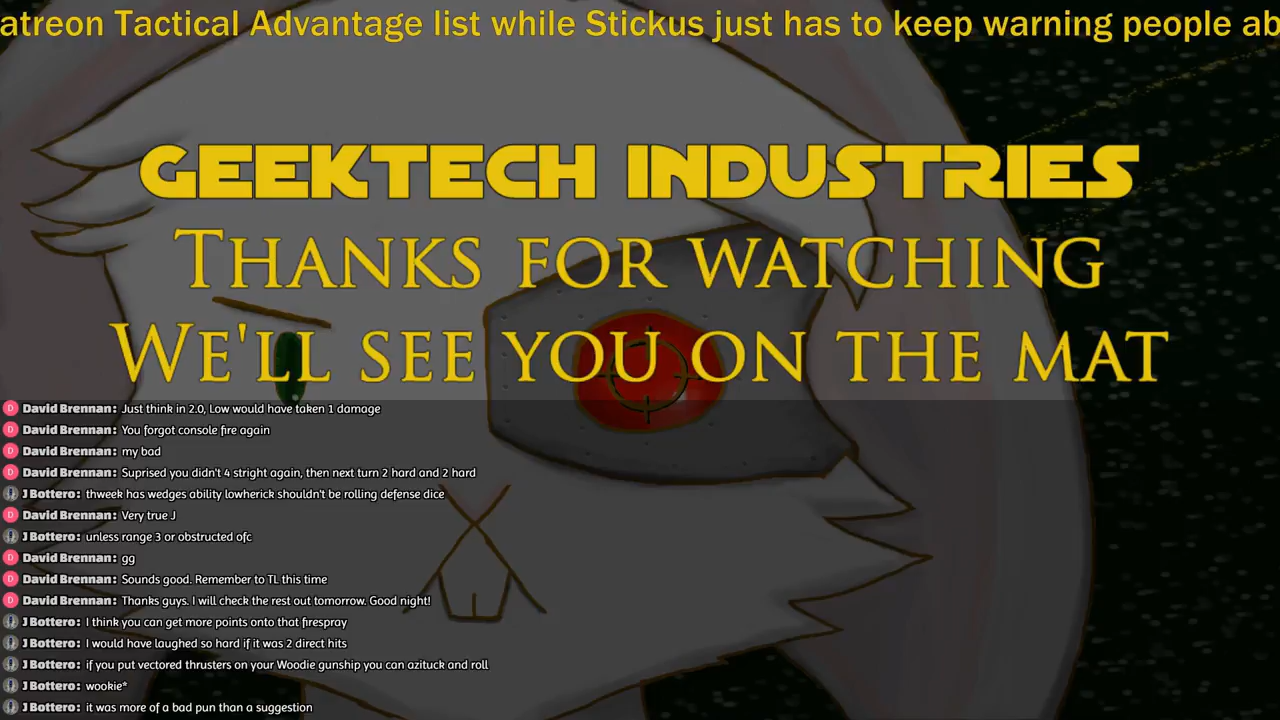 atreon Tactical Advantage list while Stickus just has to keep warning people ab
GEEKTECH INDUSTRIES
THANKS FOR WATCHING
WE'LL SEE YOU ON THE MAT
David Brennan: Just think in 2.0, Low would have taken 1 damage
David Brennan: You forgot console fire again
David Brennan: my bad
David Brennan: Suprised you didn't 4 stright again, then next turn 2 hard and 2 hard
J Bottero: thweek has wedges ability lowherick shouldn't be rolling defense dice
David Brennan: Very true J
J Bottero: unless range 3 or obstructed ofc
David Brennan: gg
David Brennan: Sounds good. Remember to TL this time
David Brennan: Thanks guys. I will check the rest out tomorrow. Good night!
J Bottero: I think you can get more points onto that firespray
J Bottero: I would have laughed so hard if it was 2 direct hits
J Bottero: if you put vectored thrusters on your Woodie gunship you can azituck and roll
J Bottero: wookie*
J Bottero: it was more of a bad pun than a suggestion